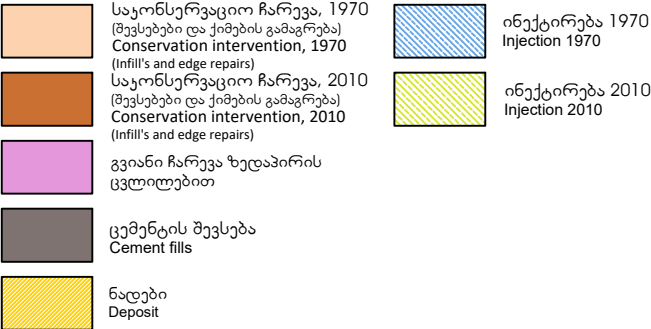 საკონსერვაციო ჩარევა, 1970
(შევსებები და ქიმების გამაგრება)
Conservation intervention, 1970
(Infill's and edge repairs)
საკონსერვაციო ჩარევა, 2010
(შევსებები და ქიმების გამაგრება)
Conservation intervention, 2010
(Infill's and edge repairs)
გვიანი ჩარევა ზედაპირის
ცვლილებით
ცემენტის შევსება
Cement fills
ნადები
Deposit
ინექტირება 1970
Injection 1970
ინექტირება 2010
Injection 2010